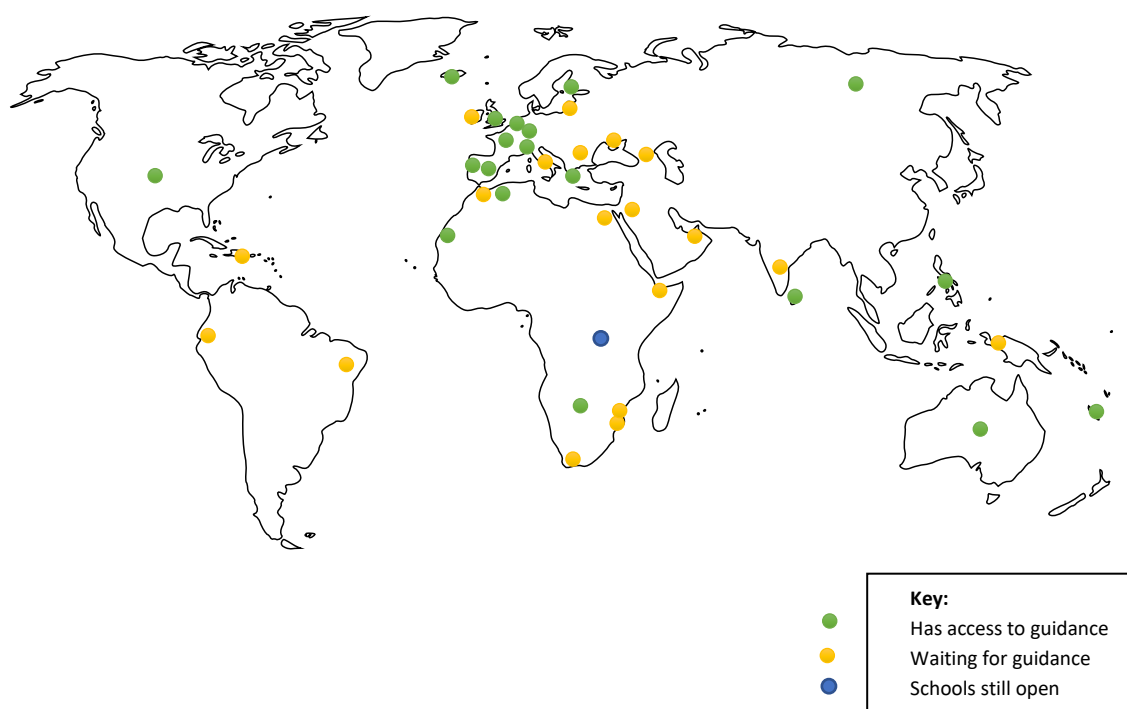 Key:
Has access to guidance
Waiting for guidance
Schools still open